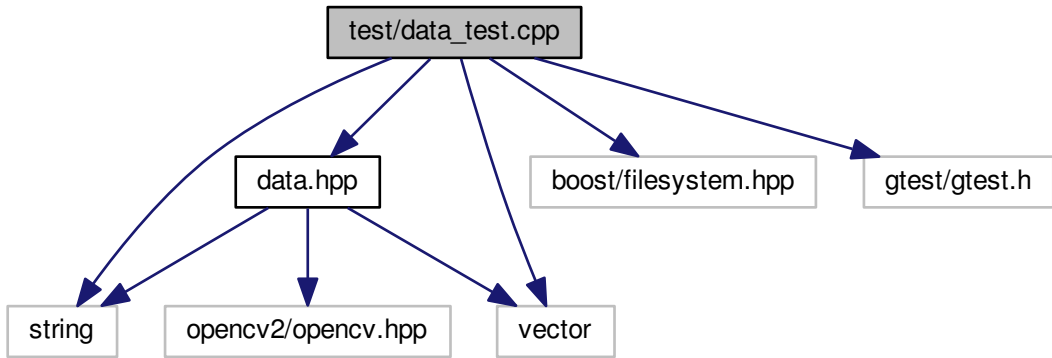 test/data_test.cpp
data.hpp
boost/filesystem.hpp
gtest/gtest.h
string
opencv2/opencv.hpp
vector